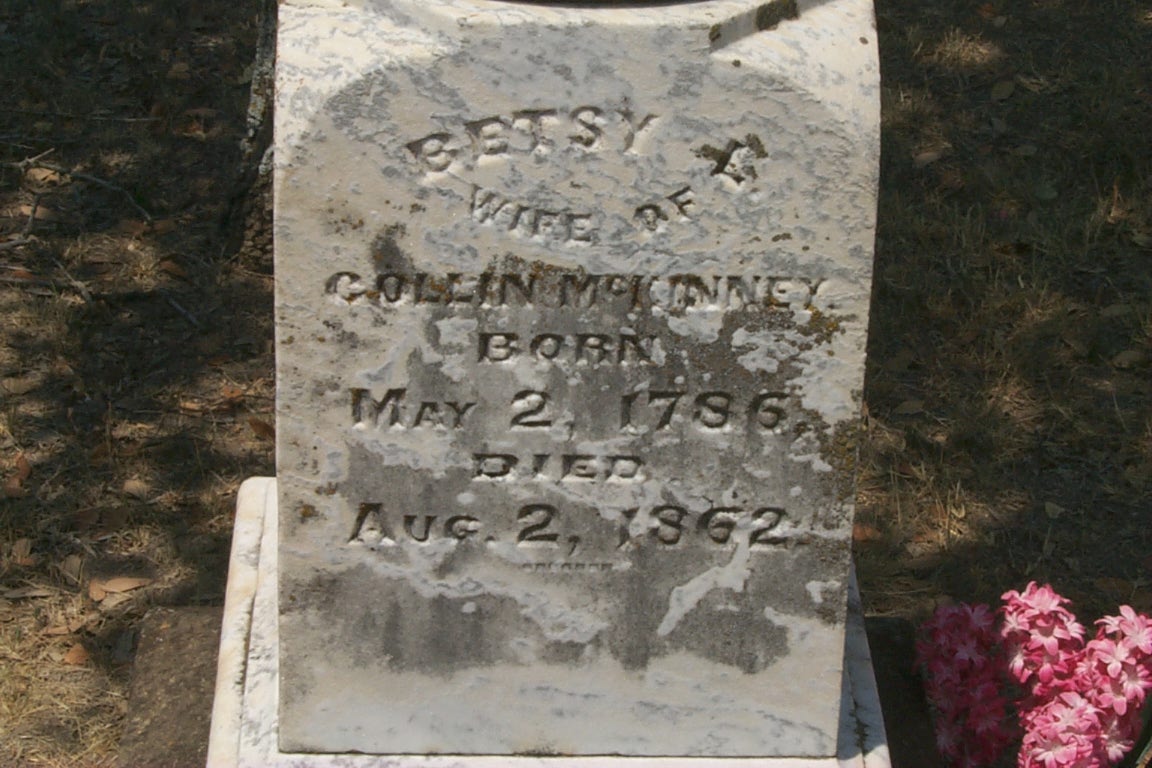 BETSY
WIFE OF
COLLIN McKINNEY.
BORN
MAY 2, 1786,
DIED
AUG. 2, 1862.